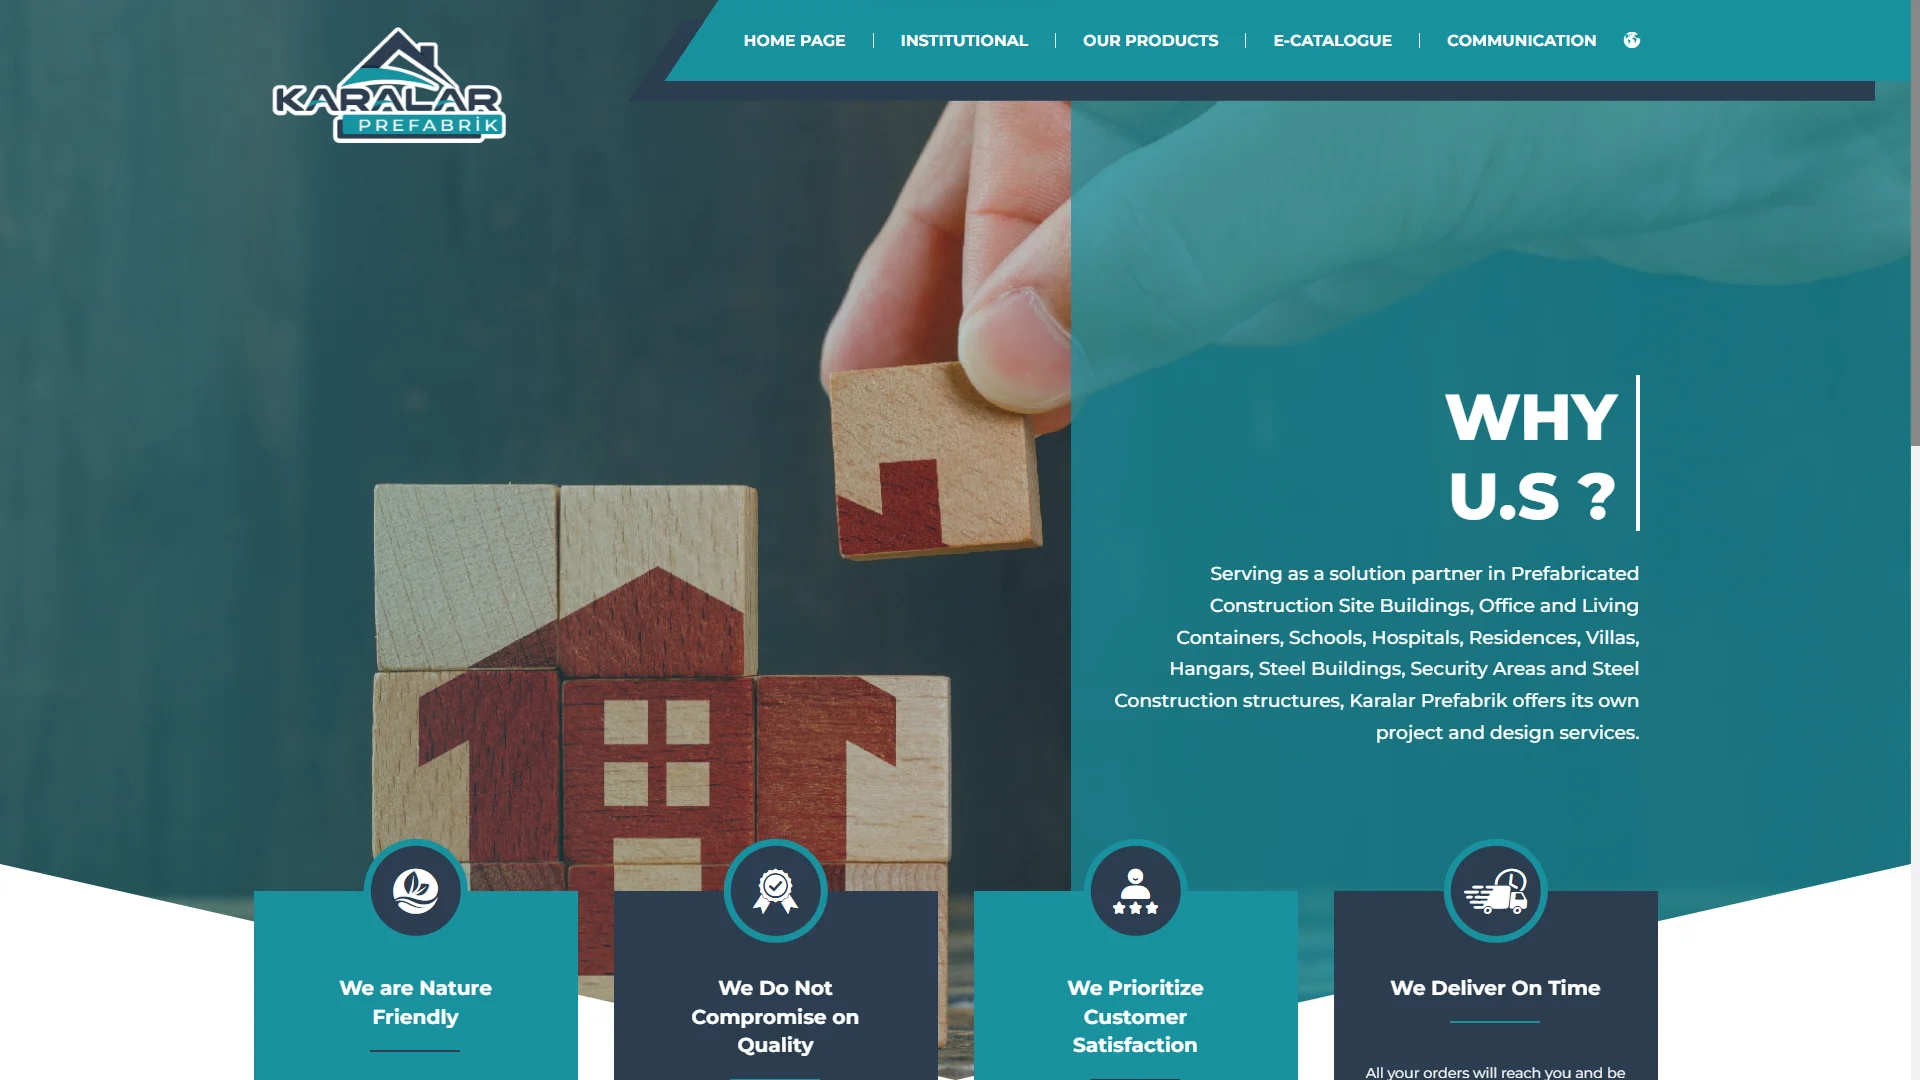 KARALAR
PREFABRİK
HOME PAGE
INSTITUTIONAL
OUR PRODUCTS
E-CATALOGUE
COMMUNICATION
WHY
U.S ?
Serving as a solution partner in Prefabricated
Construction Site Buildings, Office and Living
Containers, Schools, Hospitals, Residences, Villas,
Hangars, Steel Buildings, Security Areas and Steel
Construction structures, Karalar Prefabrik offers its own
project and design services.
We are Nature
Friendly
We Do Not
Compromise on
Quality
We Prioritize
Customer
Satisfaction
We Deliver On Time
All your orders will reach you and be